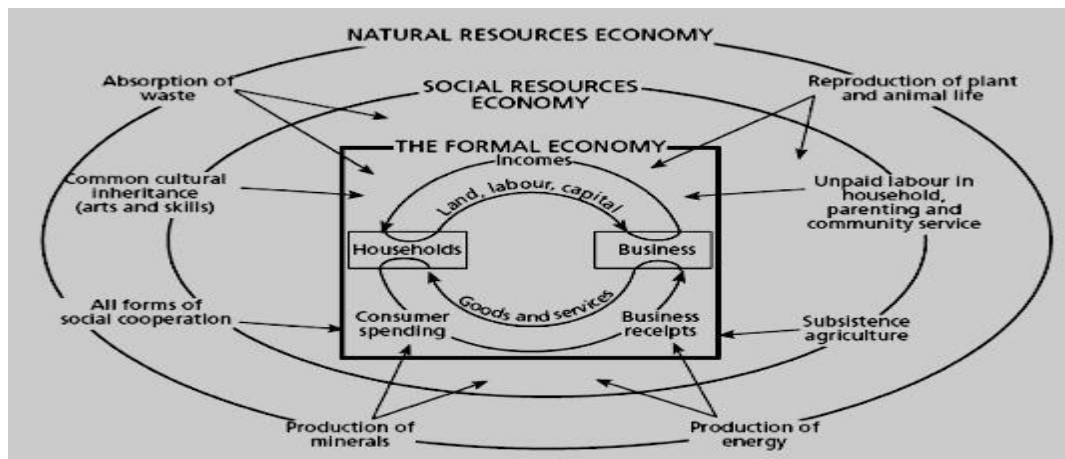 NATURAL RESOURCES ECONOMY
Absorption of
waste
SOCIAL RESOURCES
ECONOMY
Reproduction of plant
and animal life
THE FORMAL ECONOMY
Incomes
Common cultural
inheritance
(arts and skills)
Land, labour, capital
Unpaid labour in
household,
parenting and
community service
Households
Business
Goods and services
All forms of
social cooperation
Consumer
spending
Business
receipts
Subsistence
agriculture
Production of
minerals
Production of
energy